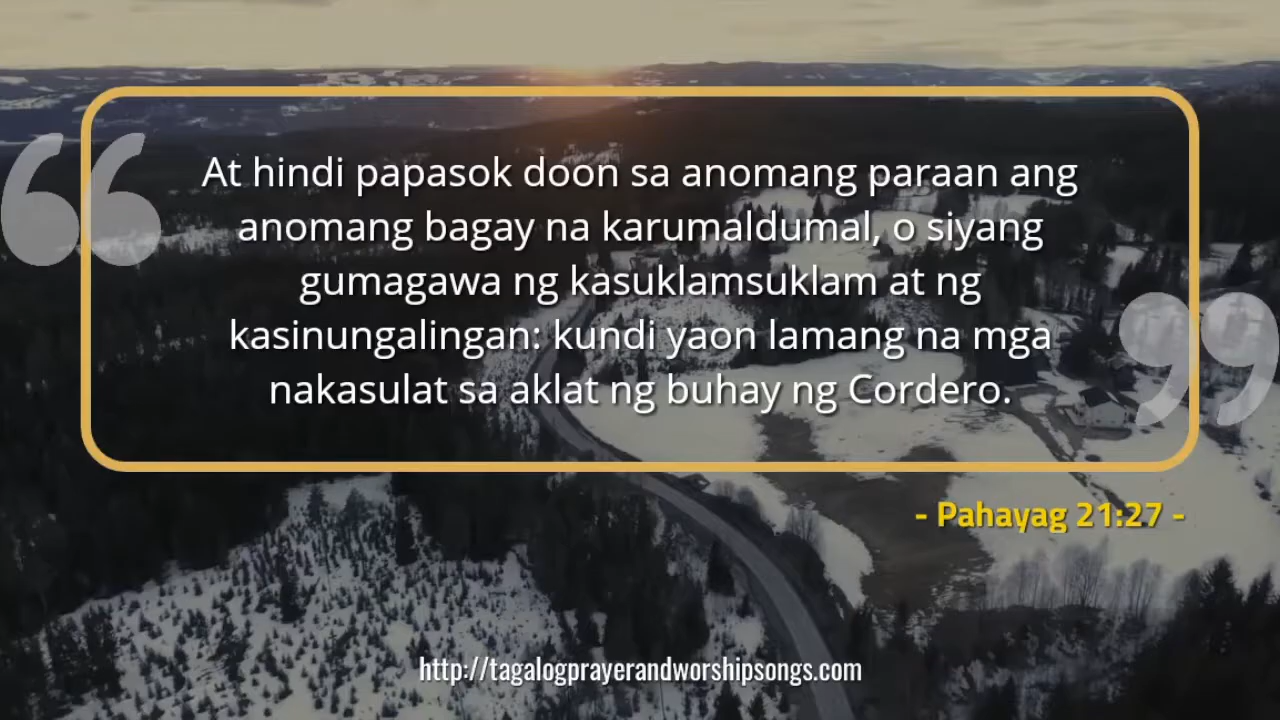 At hindi papasok doon sa anomang paraan ang
anomang bagay na karumaldumal, o siyang
gumagawa ng kasuklamsuklam at ng
kasinungalingan: kundi yaon lamang na mga
nakasulat sa aklat ng buhay ng Cordero.
- Pahayag 21:27 -
http://tagalogprayerandworshipsongs.com